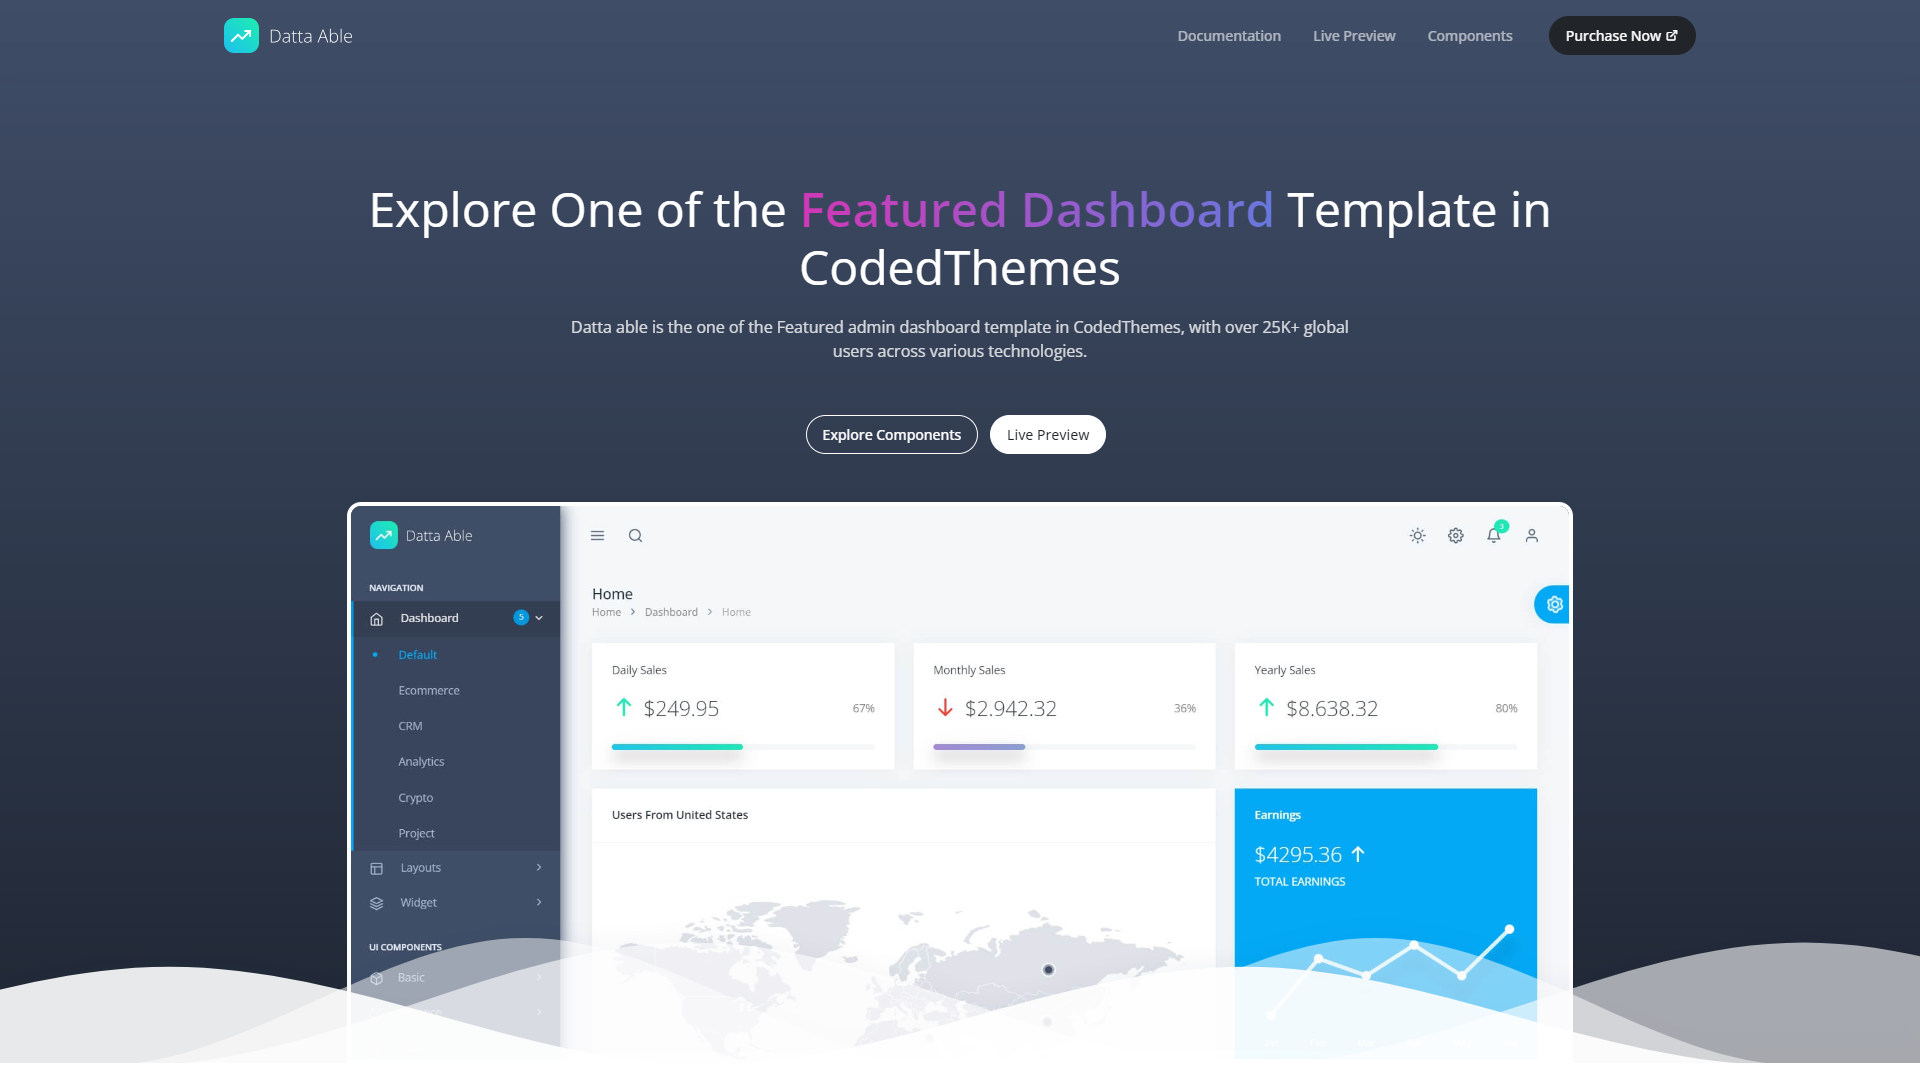 Datta Able
Documentation
Live Preview
Components
Purchase Now
Explore One of the Featured Dashboard Template in
CodedThemes
Datta able is the one of the Featured admin dashboard template in CodedThemes, with over 25K+ global
users across various technologies.
Explore Components
Live Preview
Datta Able
3
NAVIGATION
Dashboard
5
Default
Ecommerce
CRM
Analytics
Crypto
Project
Layouts
Widget
UI COMPONENTS
Basic
Home
Home > Dashboard > Home
Daily Sales
$249.95
67%
Monthly Sales
$2.942.32
36%
Yearly Sales
$8.638.32
80%
Users From United States
Earnings
$4295.36
TOTAL EARNINGS